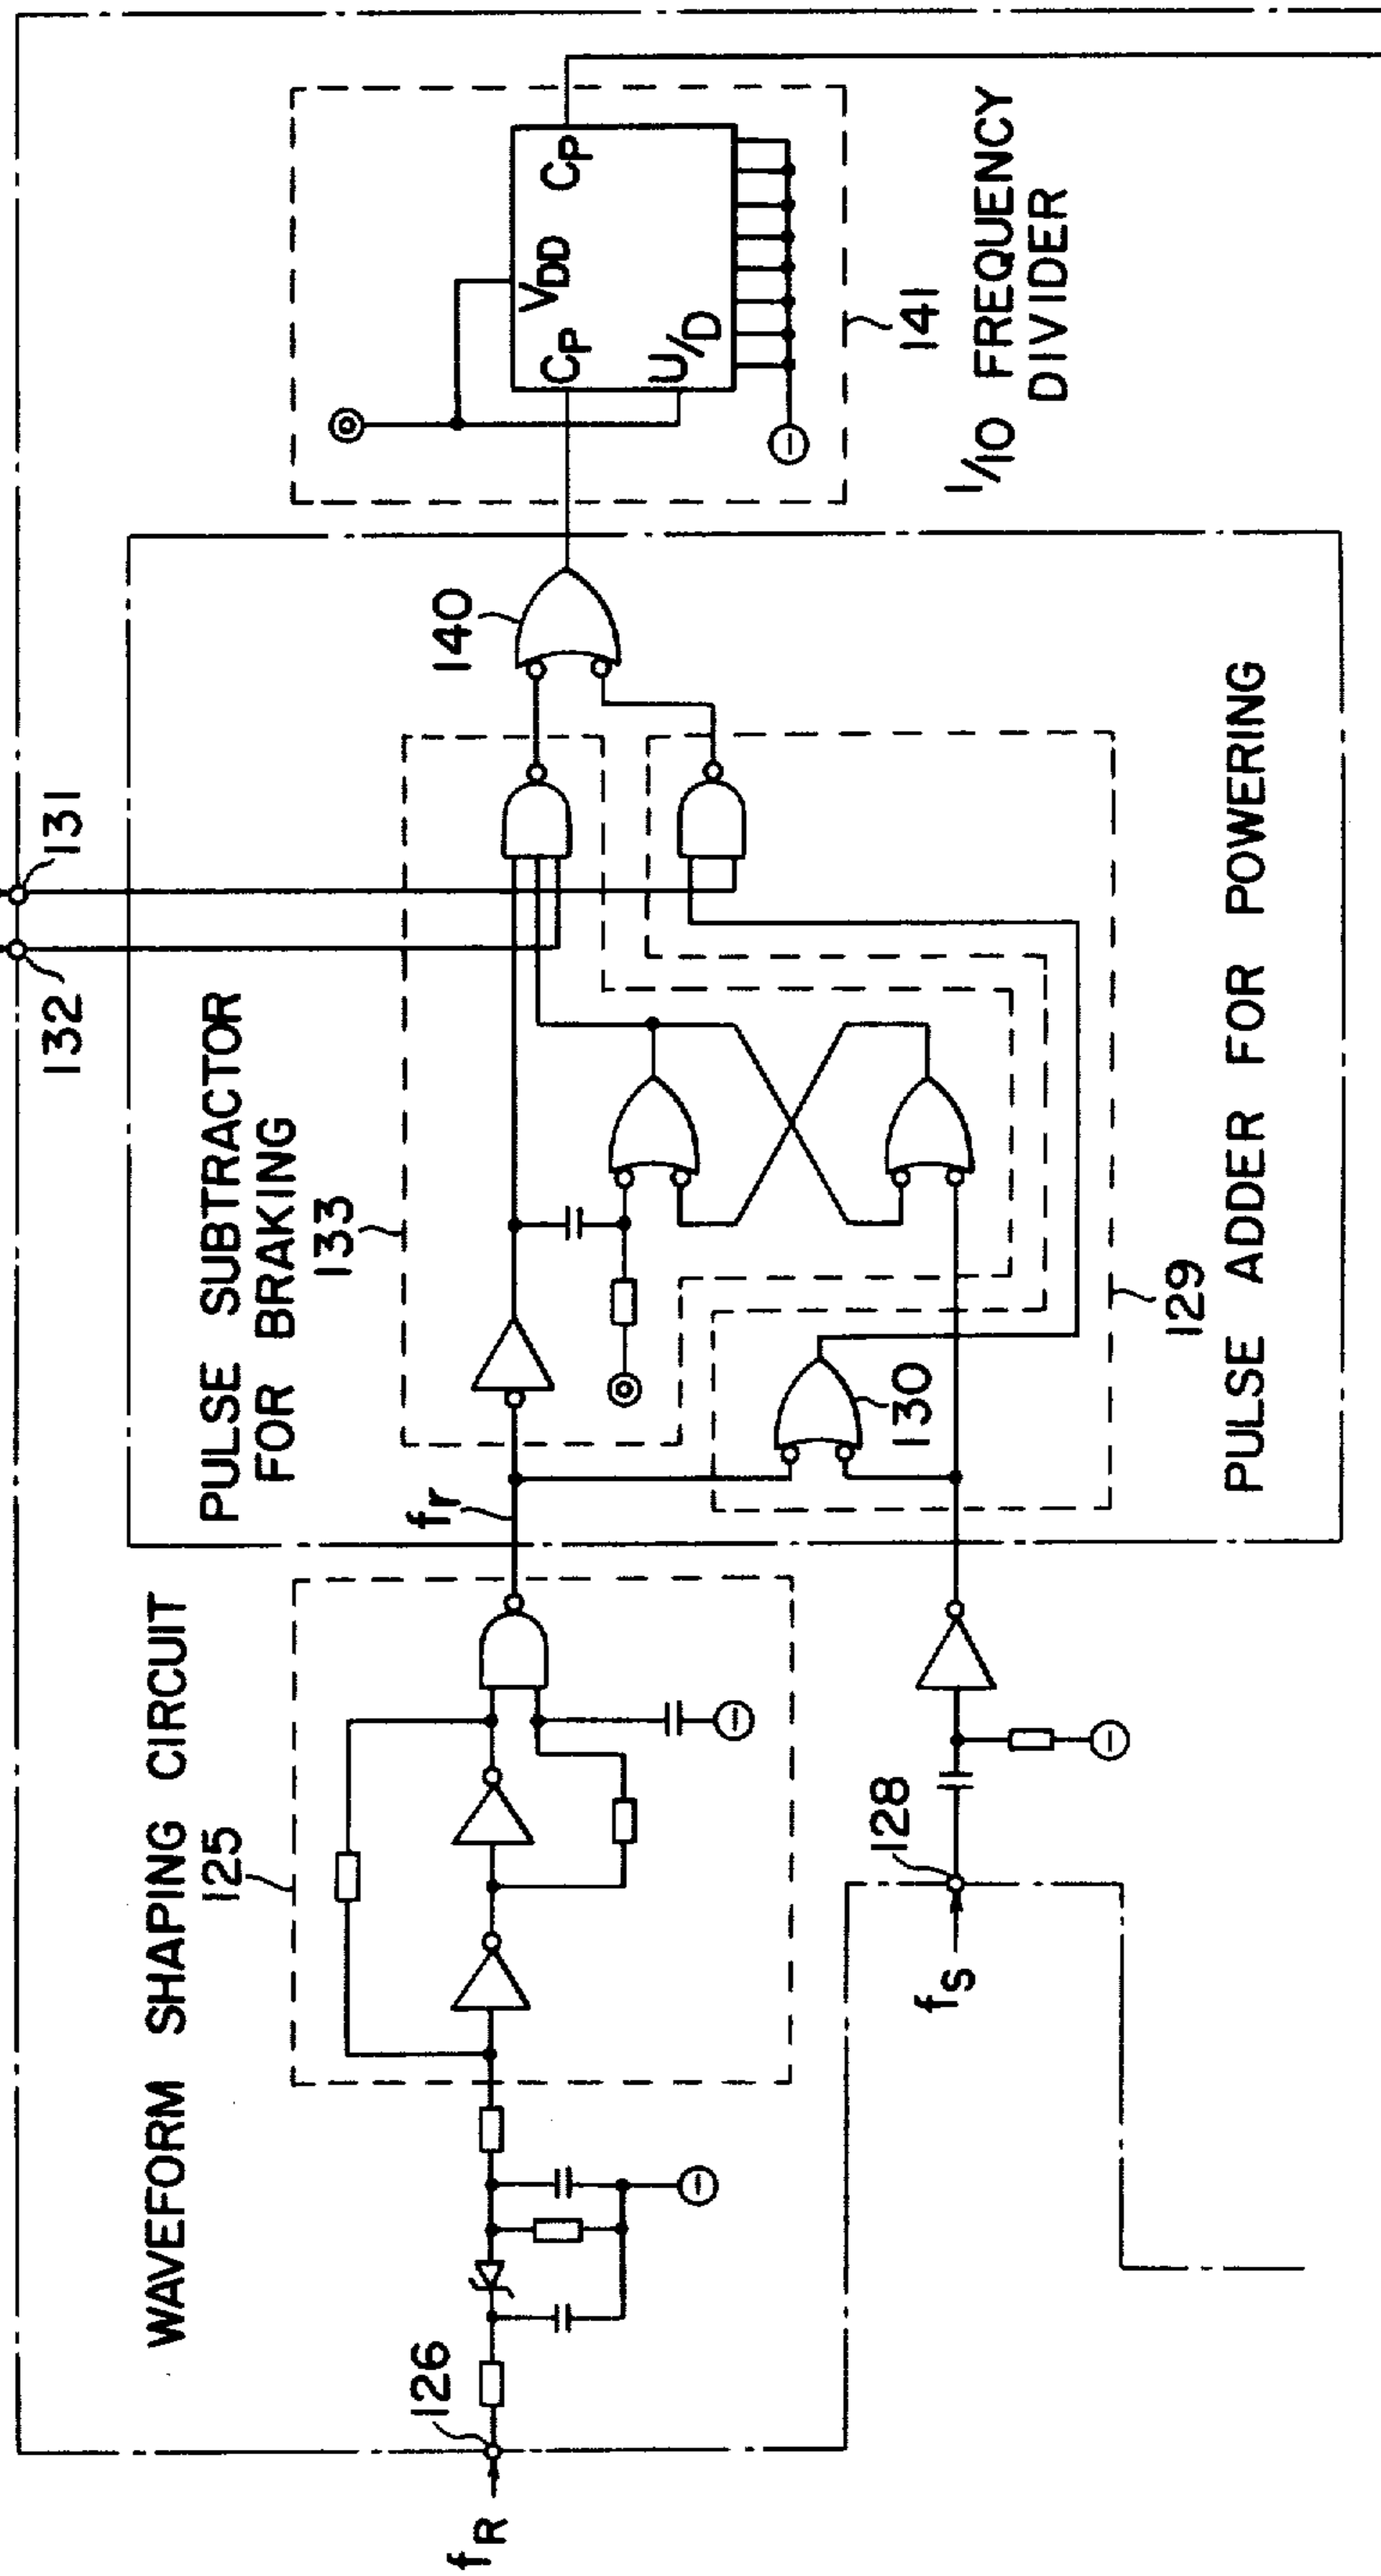 WAVEFORM SHAPING CIRCUIT
125
126
fR
128
fS
fr
PULSE SUBTRACTOR
FOR BRAKING
133
132
131
130
129
PULSE ADDER FOR POWERING
140
CP
VDD
CP
U/D
141
1/10 FREQUENCY
DIVIDER